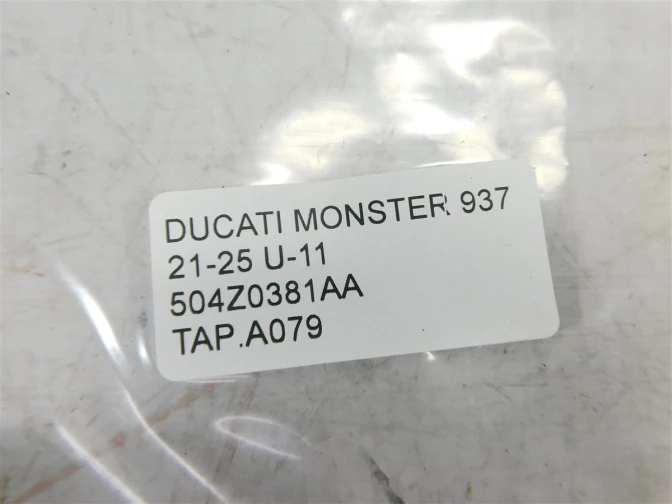 DUCATI MONSTER 937
21-25 U-11
504Z0381AA
TAP.A079